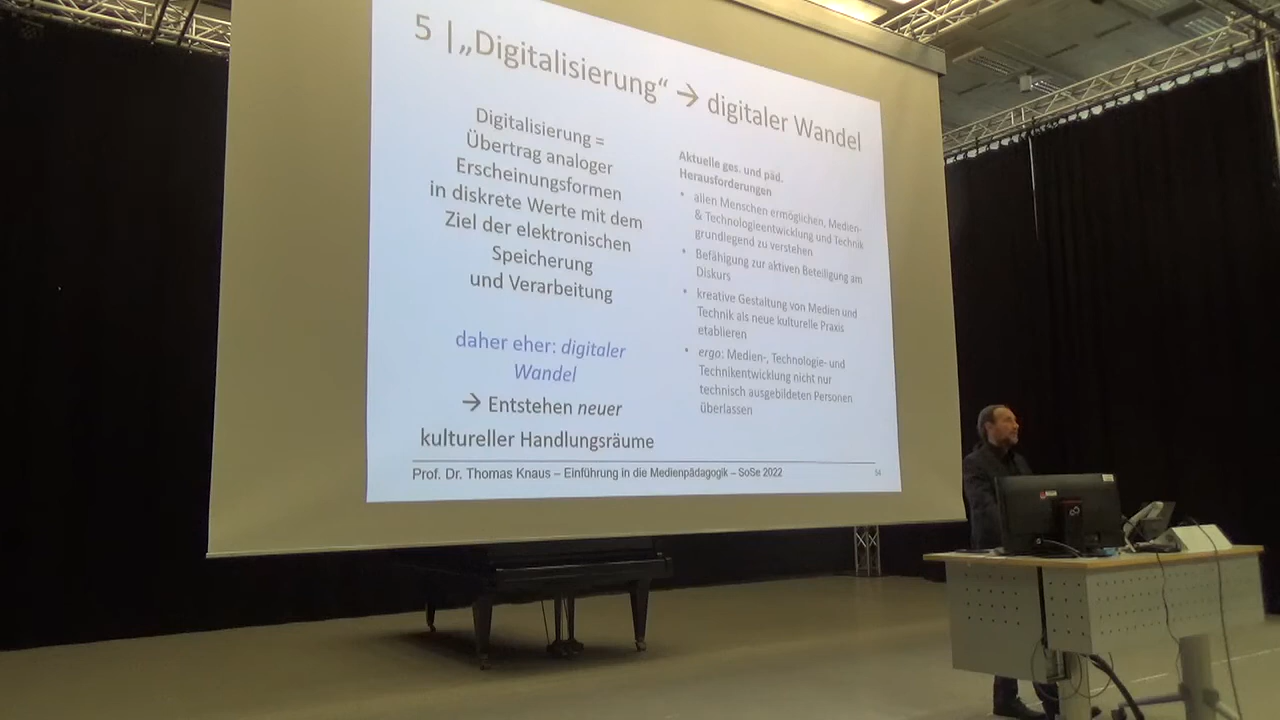 5 | „Digitalisierung“ → digitaler Wandel
Digitalisierung =
Übertrag analoger
Erscheinungsformen
in diskrete Werte mit dem
Ziel der elektronischen
Speicherung
und Verarbeitung
daher eher: digitaler
Wandel
→ Entstehen neuer
kultureller Handlungsräume
Aktuelle ges. und päd.
Herausforderungen
• allen Menschen ermöglichen, Medien-
& Technologieentwicklung und Technik
grundlegend zu verstehen
• Befähigung zur aktiven Beteiligung am
Diskurs
• kreative Gestaltung von Medien und
Technik als neue kulturelle Praxis
etablieren
• ergo: Medien-, Technologie- und
Technikentwicklung nicht nur
technisch ausgebildeten Personen
überlassen
Prof. Dr. Thomas Knaus – Einführung in die Medienpädagogik – SoSe 2022
54